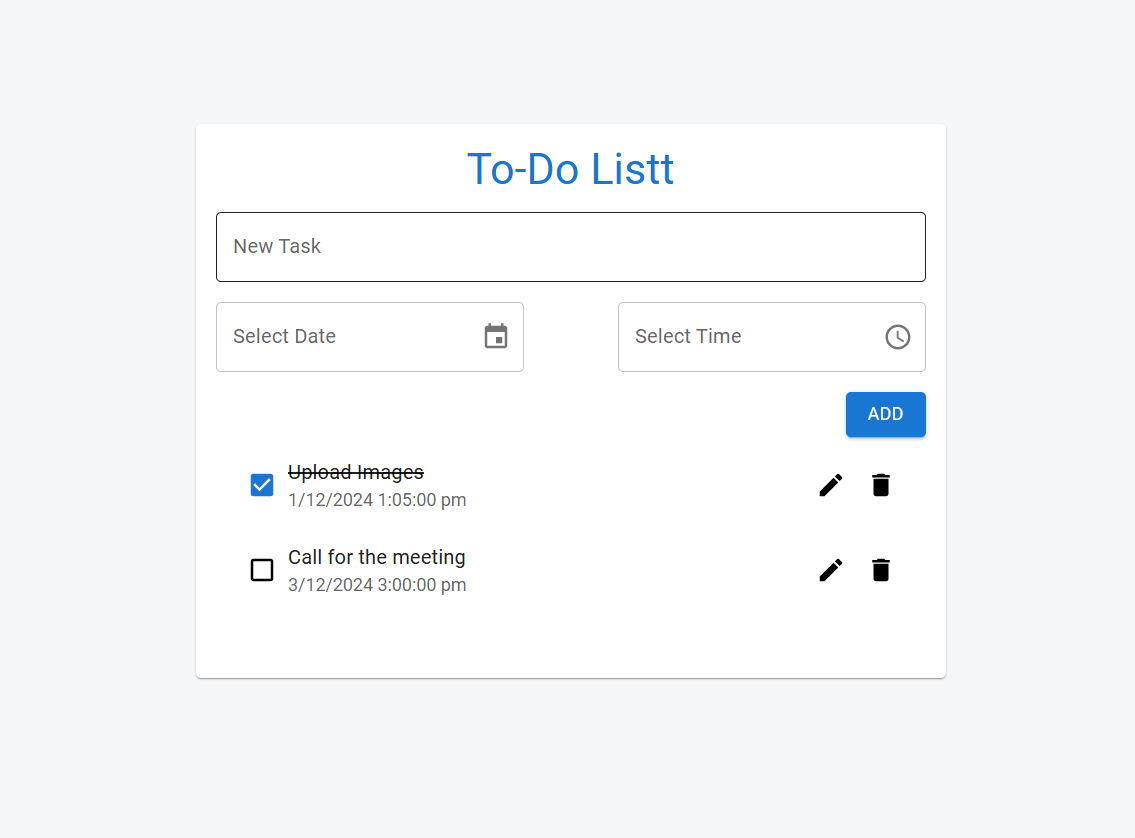 To-Do Listt
New Task
Select Date
Select Time
ADD
Upload Images
1/12/2024 1:05:00 pm
Call for the meeting
3/12/2024 3:00:00 pm